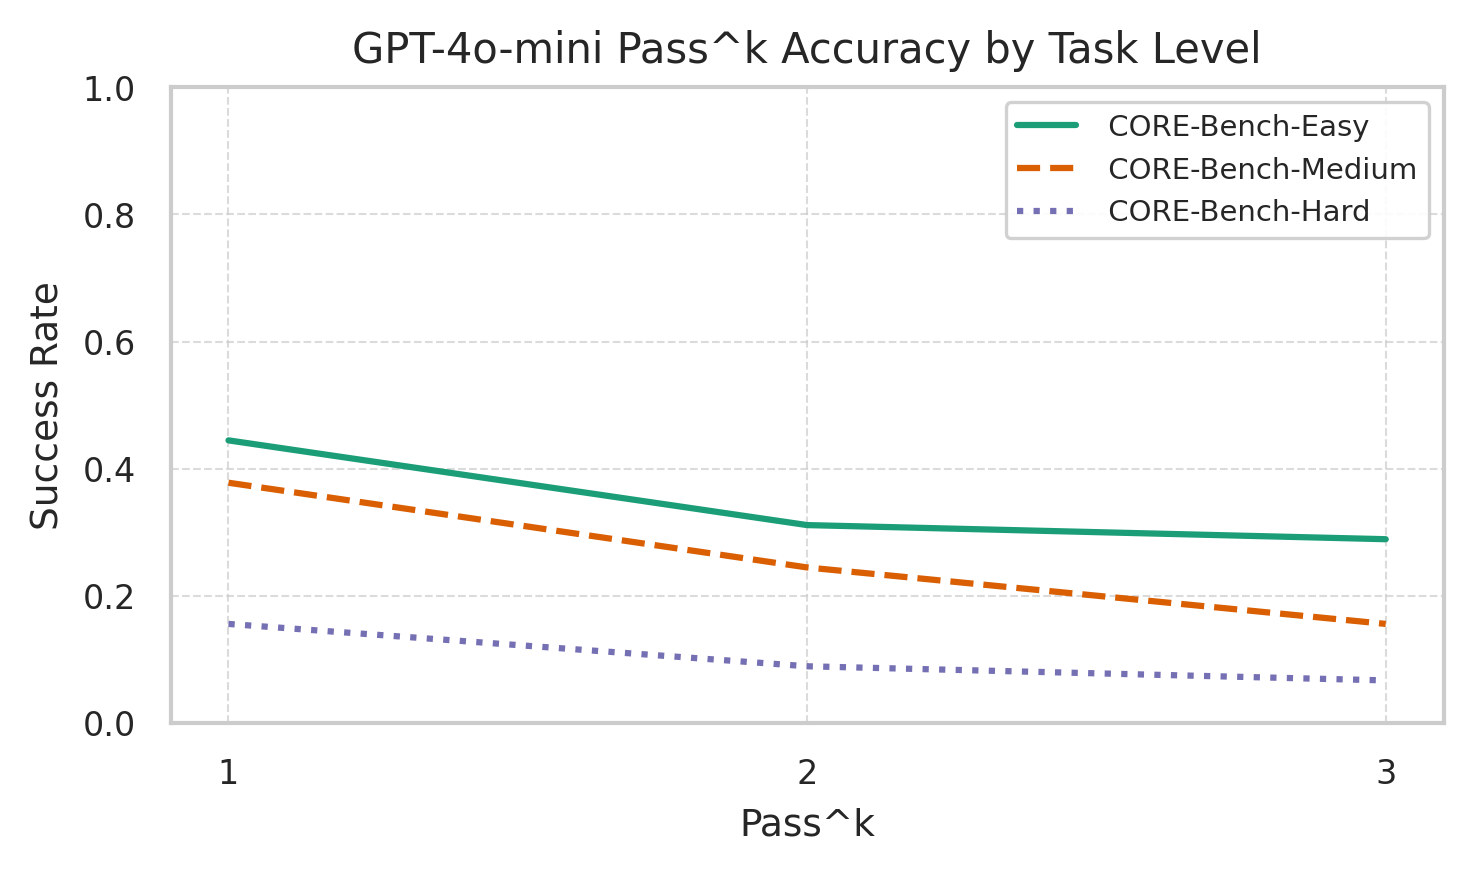 GPT-4o-mini Pass^k Accuracy by Task Level
1.0
0.8
0.6
0.4
0.2
0.0
Success Rate
CORE-Bench-Easy
CORE-Bench-Medium
CORE-Bench-Hard
1 2 3
Pass^k